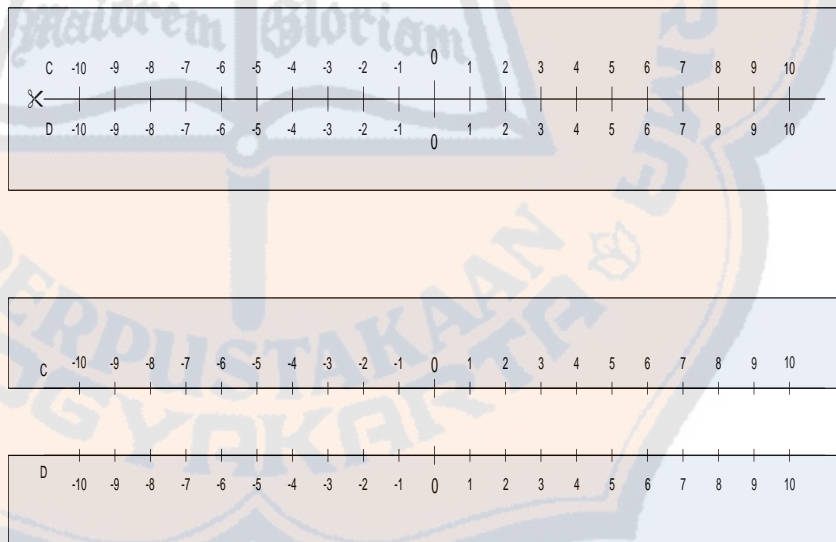 Maiorem Gloriam
C -10 -9 -8 -7 -6 -5 -4 -3 -2 -1 0 1 2 3 4 5 6 7 8 9 10
D -10 -9 -8 -7 -6 -5 -4 -3 -2 -1 0 1 2 3 4 5 6 7 8 9 10
PERPUSTAKAAN
YOGYAKARTA
C -10 -9 -8 -7 -6 -5 -4 -3 -2 -1 0 1 2 3 4 5 6 7 8 9 10
D -10 -9 -8 -7 -6 -5 -4 -3 -2 -1 0 1 2 3 4 5 6 7 8 9 10